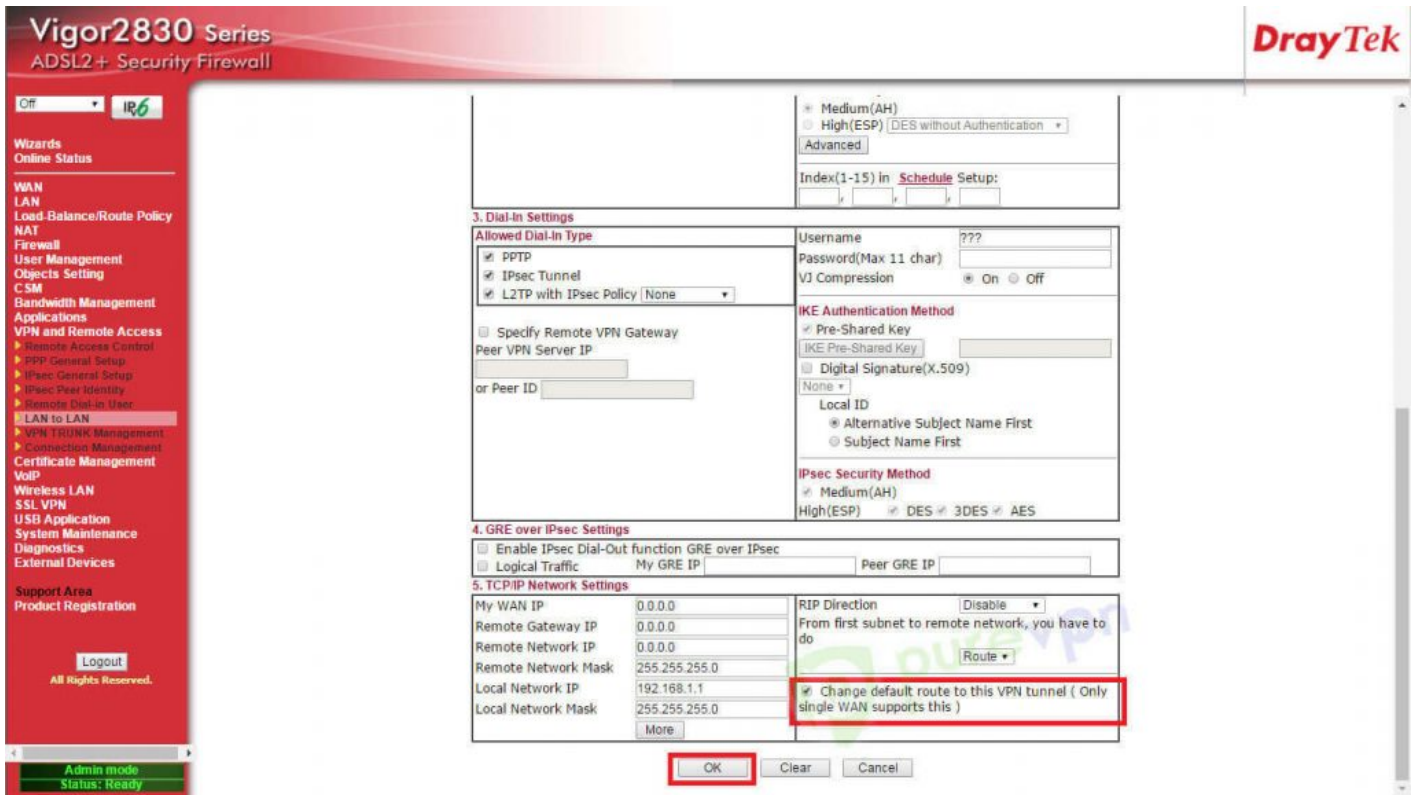 Vigor2830 Series
ADSL2+ Security Firewall
DrayTek
Off
IPv6
Wizards
Online Status
WAN
LAN
Load-Balance/Route Policy
NAT
Firewall
User Management
Objects Setting
CSM
Bandwidth Management
Applications
VPN and Remote Access
Remote Access Control
PPP General Setup
IPsec General Setup
IPsec Peer Identity
Remote Dial-in User
LAN to LAN
VPN TRUNK Management
Connection Management
Certificate Management
VoIP
Wireless LAN
SSL VPN
USB Application
System Maintenance
Diagnostics
External Devices
Support Area
Product Registration
Logout
All Rights Reserved.
Admin mode
Status: Ready
Medium(AH)
High(ESP) DES without Authentication
Advanced
Index(1-15) in Schedule Setup:
, , ,
3. Dial-In Settings
Allowed Dial-In Type
PPTP
IPsec Tunnel
L2TP with IPsec Policy None
Specify Remote VPN Gateway
Peer VPN Server IP
or Peer ID
Username ???
Password(Max 11 char)
VJ Compression On Off
IKE Authentication Method
Pre-Shared Key
IKE Pre-Shared Key
Digital Signature(X.509)
None
Local ID
Alternative Subject Name First
Subject Name First
IPsec Security Method
Medium(AH)
High(ESP) DES 3DES AES
4. GRE over IPsec Settings
Enable IPsec Dial-Out function GRE over IPsec
Logical Traffic My GRE IP Peer GRE IP
5. TCP/IP Network Settings
My WAN IP 0.0.0.0
Remote Gateway IP 0.0.0.0
Remote Network IP 0.0.0.0
Remote Network Mask 255.255.255.0
Local Network IP 192.168.1.1
Local Network Mask 255.255.255.0
More
RIP Direction Disable
From first subnet to remote network, you have to
do
Route
purevpn
Change default route to this VPN tunnel ( Only
single WAN supports this )
OK Clear Cancel